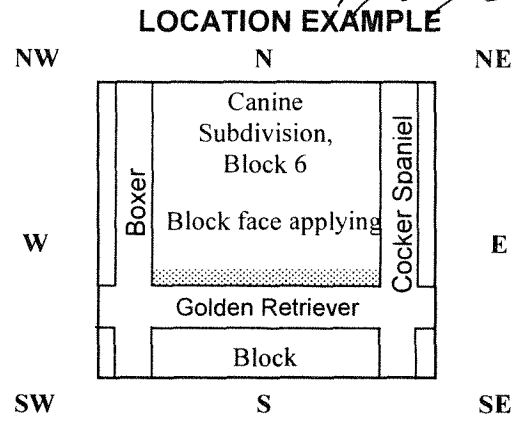 LOCATION EXAMPLE
NW N NE
Canine
Subdivision,
Block 6
Boxer
Cocker Spaniel
Block face applying
W
E
Golden Retriever
Block
SW S SE